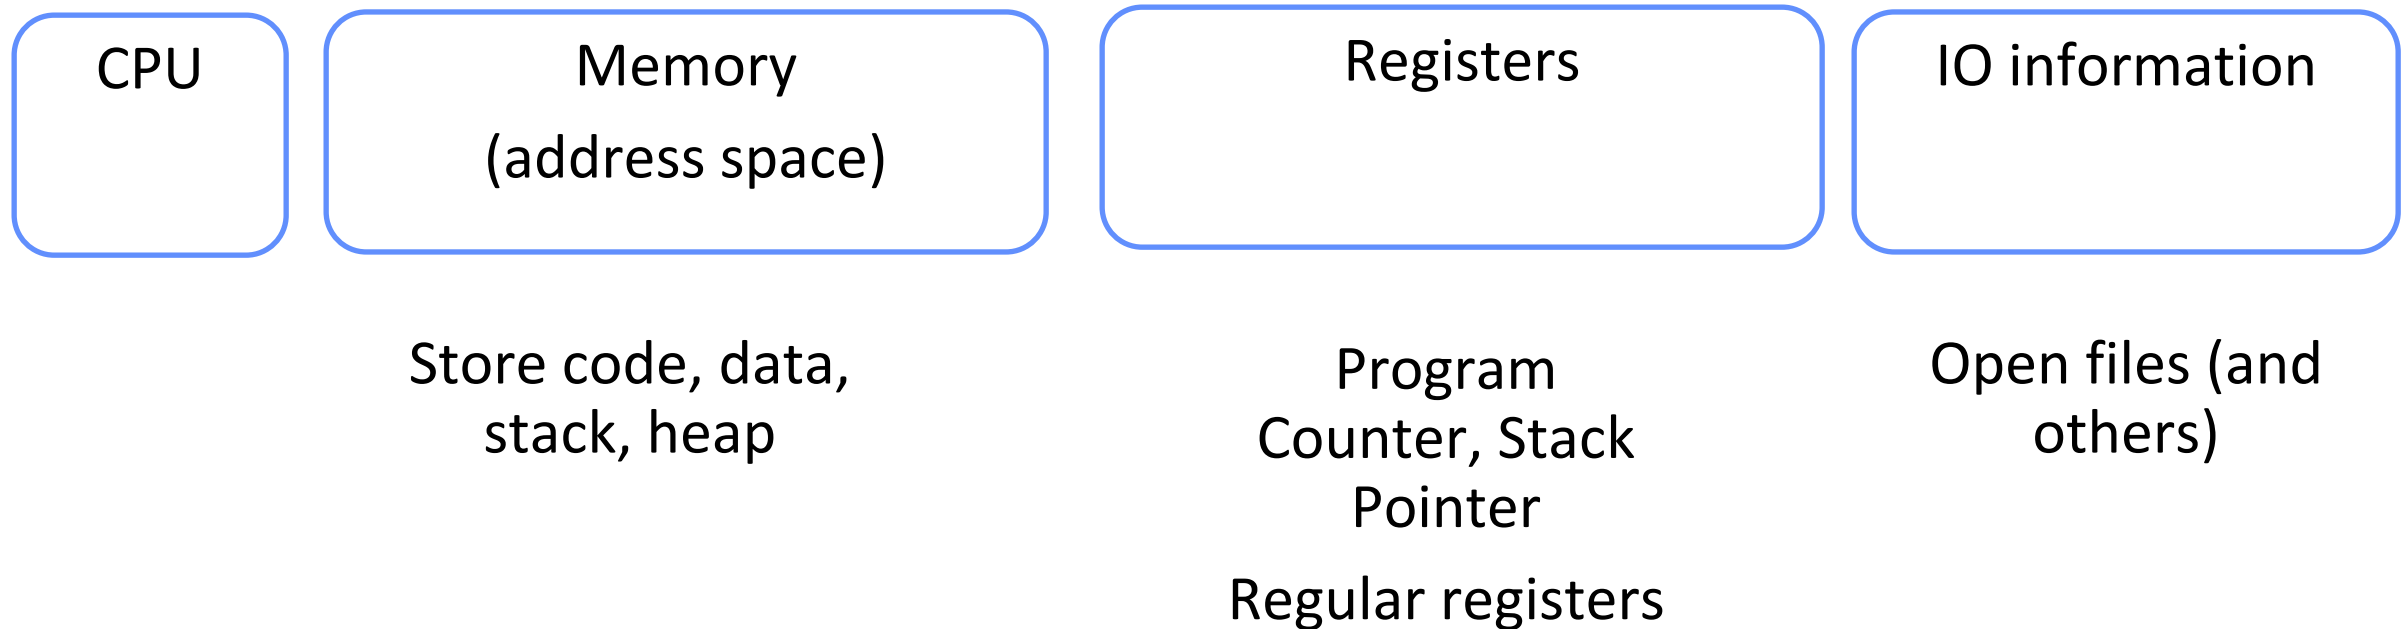 CPU
Memory
(address space)
Registers
IO information
Store code, data,
stack, heap
Program
Counter, Stack
Pointer
Regular registers
Open files (and
others)